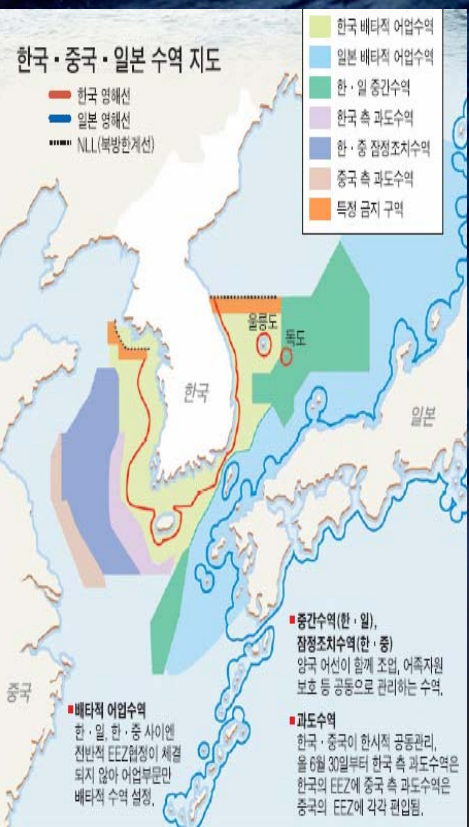 한국·중국·일본 수역 지도
한국 영해선
일본 영해선
NLL(북방한계선)
한국 배타적 어업수역
일본 배타적 어업수역
한·일 중간수역
한국 측 과도수역
한·중 잠정조치수역
중국 측 과도수역
특정 금지 구역
울릉도
독도
한국
일본
중국
배타적 어업수역
한·일, 한·중 사이엔
전반적 EEZ협정이 체결
되지 않아 어업부문만
배타적 수역 설정.
중간수역(한·일),
잠정조치수역(한·중)
양국 어선이 함께 조업, 어족자원
보호 등 공동으로 관리하는 수역.
과도수역
한국·중국이 한시적 공동관리,
올 6월 30일부터 한국 측 과도수역은
한국의 EEZ에 중국 측 과도수역은
중국의 EEZ에 각각 편입됨.